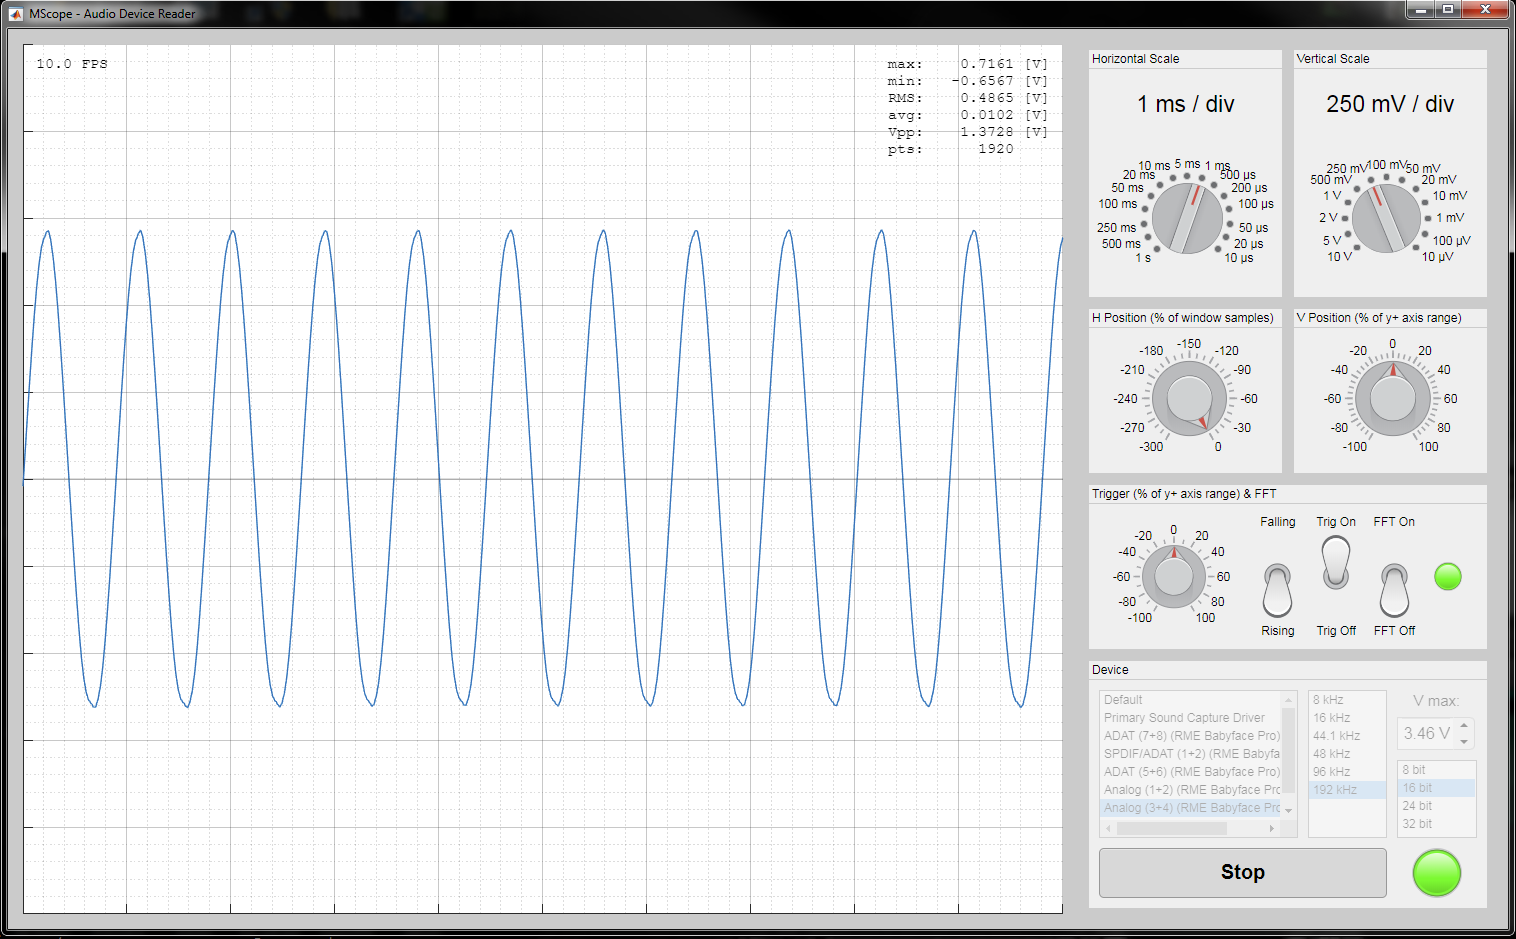 MScope - Audio Device Reader
10.0 FPS
max: 0.7161 [V]
min: -0.6567 [V]
RMS: 0.4865 [V]
avg: 0.0102 [V]
Vpp: 1.3728 [V]
pts: 1920
Horizontal Scale
1 ms / div
10 ms 5 ms 1 ms
20 ms 500 µs
50 ms 200 µs
100 ms 100 µs
250 ms 50 µs
500 ms 20 µs
1 s 10 µs
Vertical Scale
250 mV / div
250 mV 100 mV 50 mV
500 mV 20 mV
1 V 10 mV
2 V 1 mV
5 V 100 µV
10 V 10 µV
H Position (% of window samples)
-180 -150 -120
-210 -90
-240 -60
-270 -30
-300 0
V Position (% of y+ axis range)
-20 0 20
-40 40
-60 60
-80 80
-100 100
Trigger (% of y+ axis range) & FFT
-20 0 20
-40 40
-60 60
-80 80
-100 100
Falling Trig On FFT On
Rising Trig Off FFT Off
Device
Default
Primary Sound Capture Driver
ADAT (7+8) (RME Babyface Pro)
SPDIF/ADAT (1+2) (RME Babyfa
ADAT (5+6) (RME Babyface Pro)
Analog (1+2) (RME Babyface Prc
Analog (3+4) (RME Babyface Prc
8 kHz
16 kHz
44.1 kHz
48 kHz
96 kHz
192 kHz
V max:
3.46 V
8 bit
16 bit
24 bit
32 bit
Stop